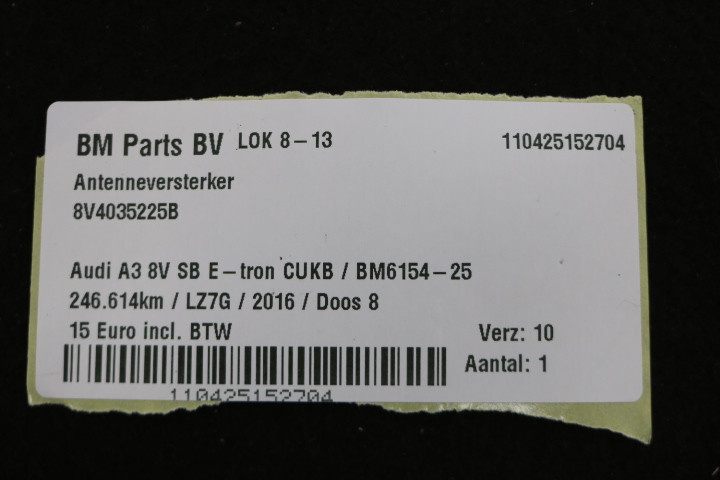 BM Parts BV LOK 8-13 110425152704
Antenneversterker
8V4035225B
Audi A3 8V SB E-tron CUKB / BM6154-25
246.614km / LZ7G / 2016 / Doos 8
15 Euro incl. BTW Verz: 10
Aantal: 1
110425152704